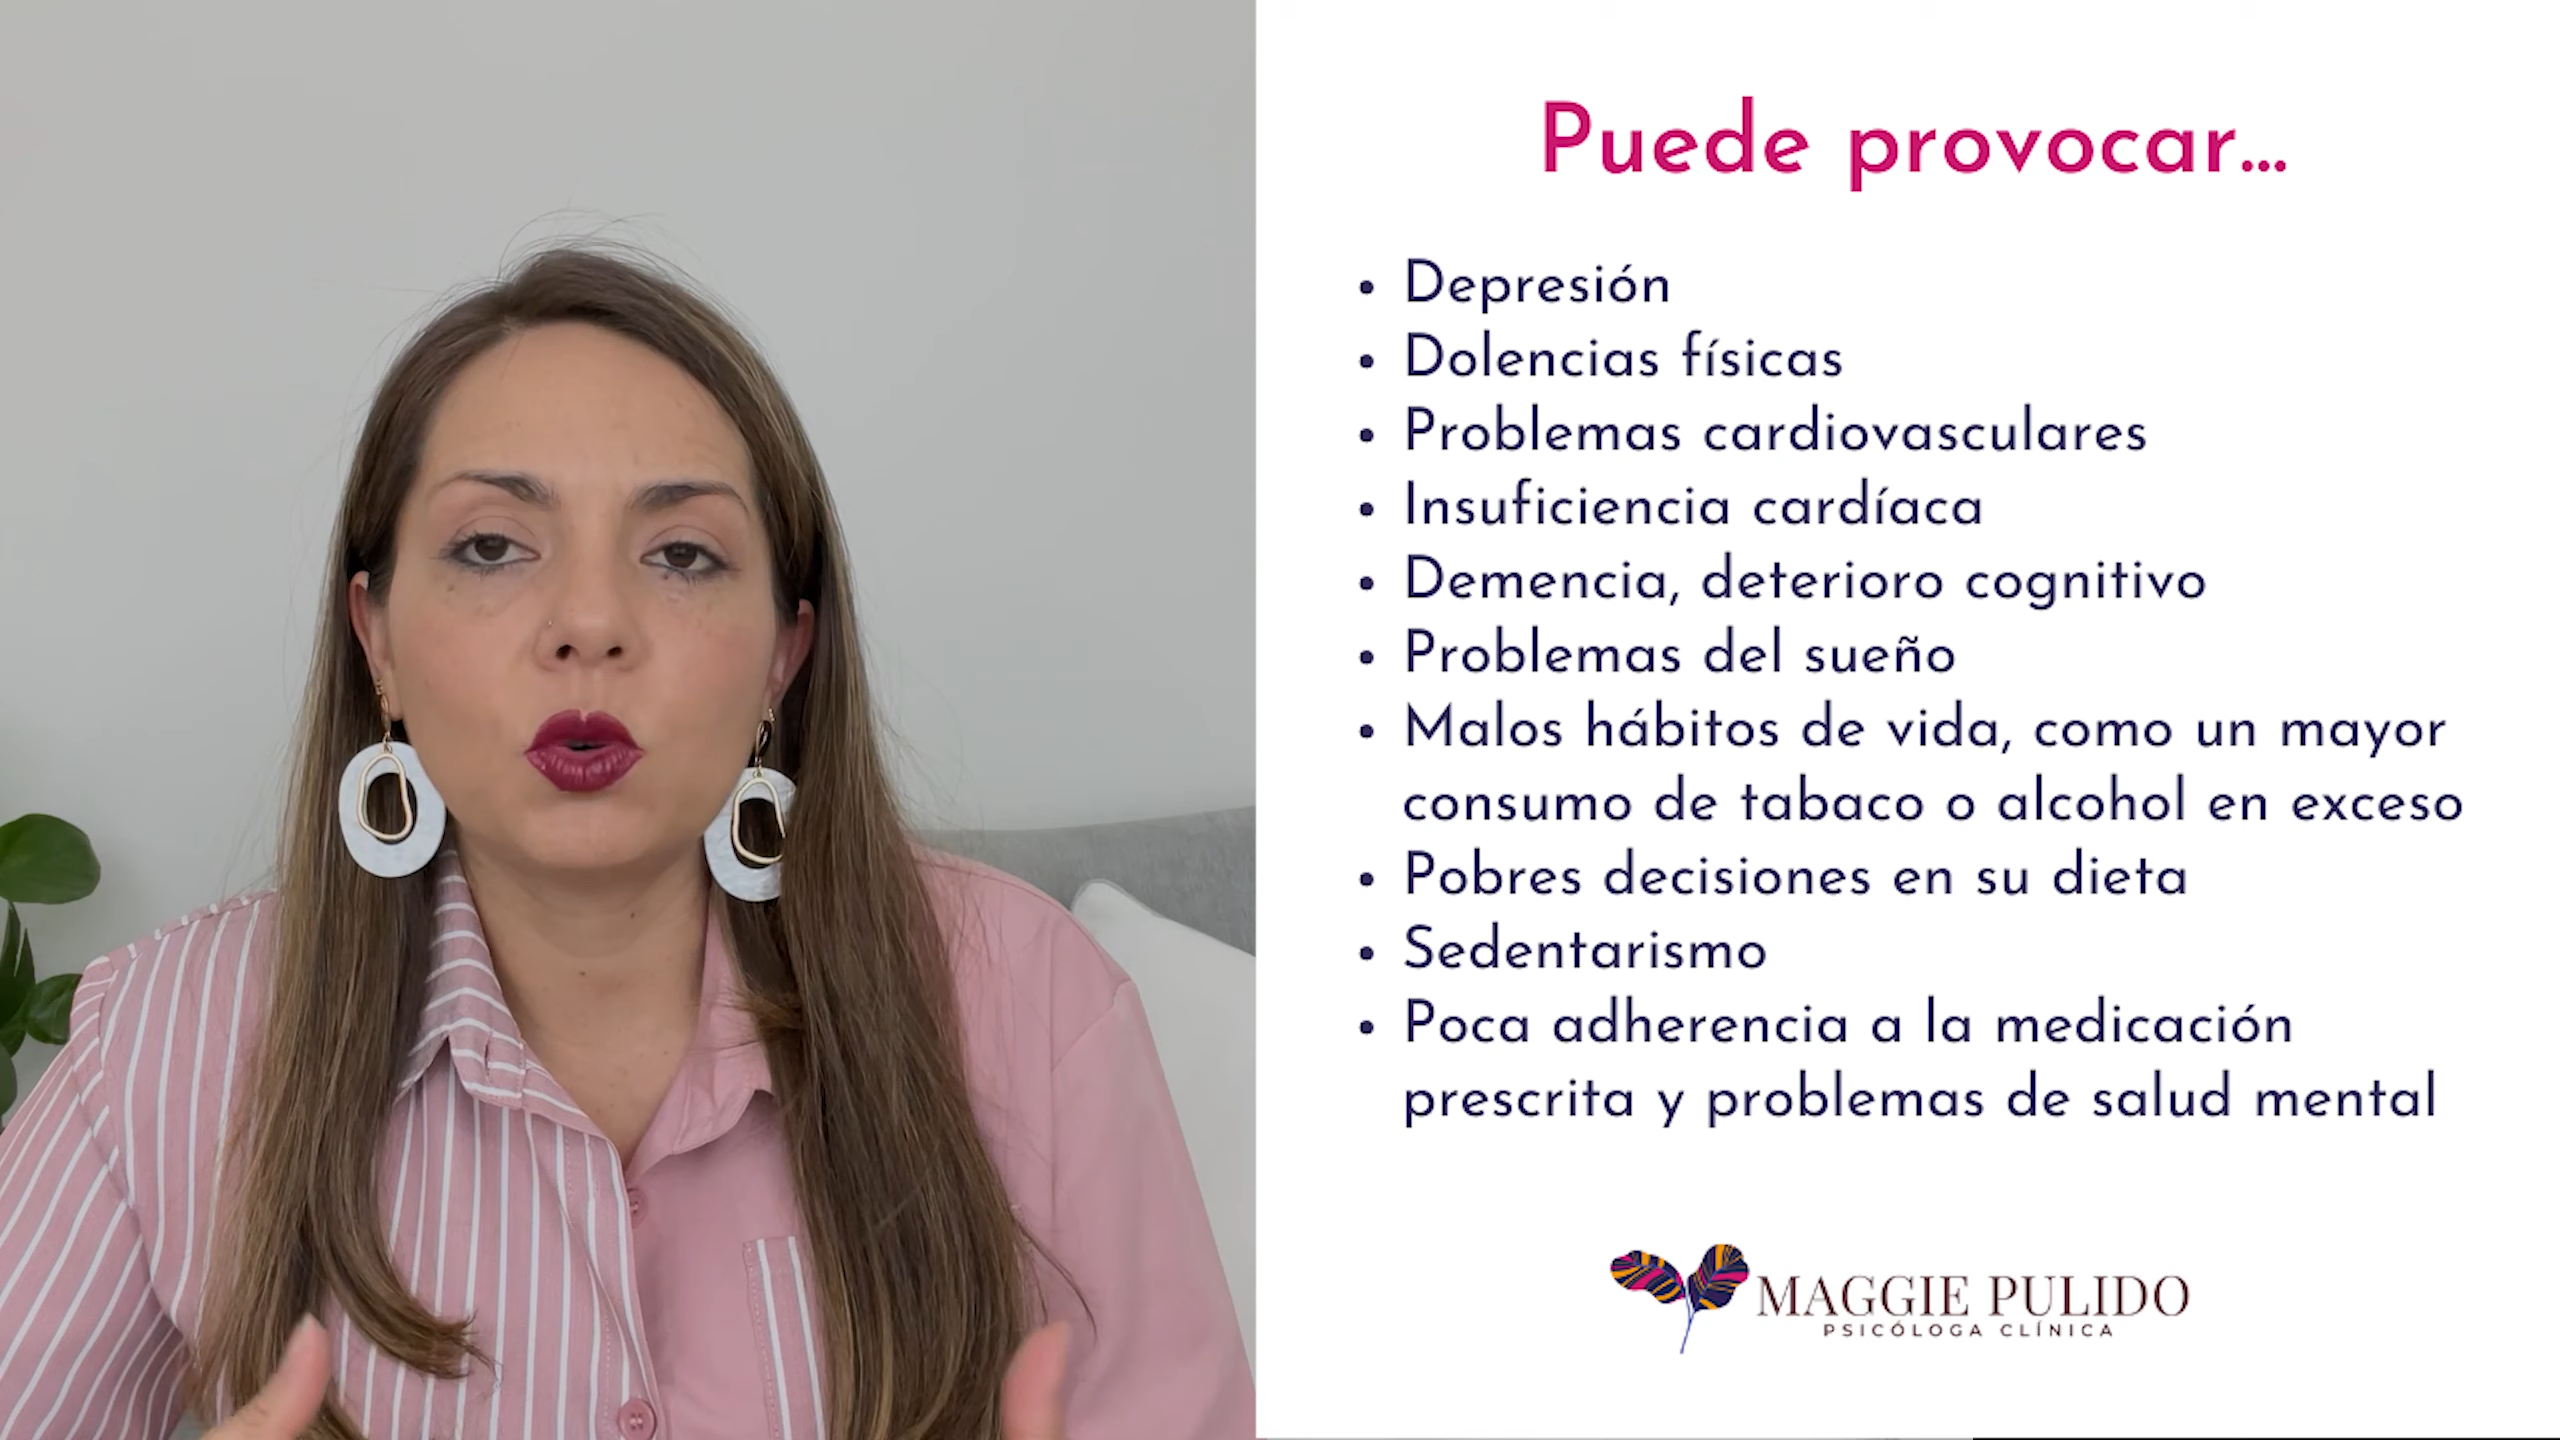 Puede provocar...
• Depresión
• Dolencias físicas
• Problemas cardiovasculares
• Insuficiencia cardíaca
• Demencia, deterioro cognitivo
• Problemas del sueño
• Malos hábitos de vida, como un mayor
consumo de tabaco o alcohol en exceso
• Pobres decisiones en su dieta
• Sedentarismo
• Poca adherencia a la medicación
prescrita y problemas de salud mental
MAGGIE PULIDO
PSICÓLOGA CLÍNICA